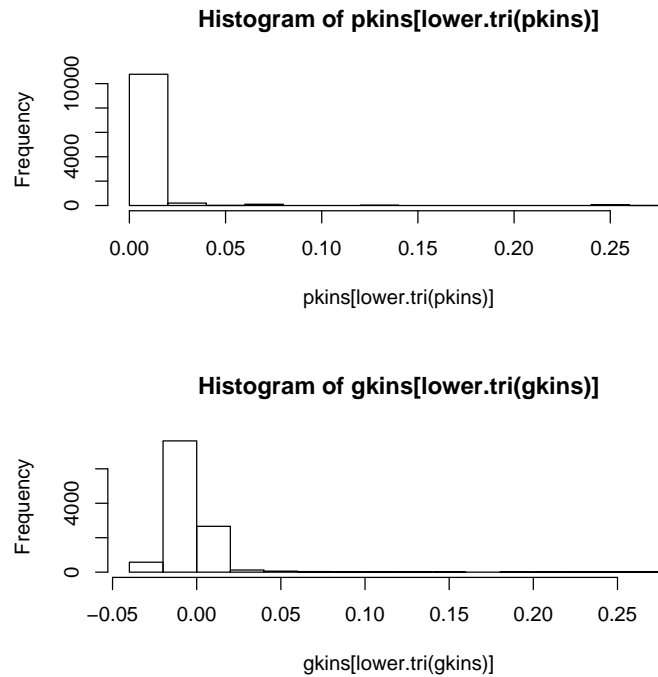 Histogram of pkins[lower.tri(pkins)]
Frequency
0 4000 10000
0.00 0.05 0.10 0.15 0.20 0.25
pkins[lower.tri(pkins)]
Histogram of gkins[lower.tri(gkins)]
Frequency
0 4000
−0.05 0.00 0.05 0.10 0.15 0.20 0.25
gkins[lower.tri(gkins)]